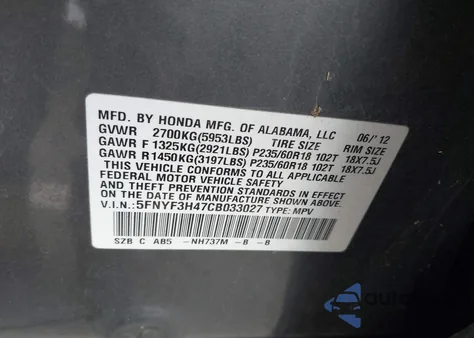 MFD. BY HONDA MFG. OF ALABAMA, LLC 06/'12
GVWR 2700KG(5953LBS) TIRE SIZE RIM SIZE
GAWR F 1325KG(2921LBS) P235/60R18 102T 18X7.5J
GAWR R1450KG(3197LBS) P235/60R18 102T 18X7.5J
THIS VEHICLE CONFORMS TO ALL APPLICABLE
FEDERAL MOTOR VEHICLE SAFETY BUMPER
AND THEFT PREVENTION STANDARDS IN EFFECT
ON THE DATE OF MANUFACTURE SHOWN ABOVE.
V.I.N.: 5FNYF3H47CB033027 TYPE: MPV
SZB C AB5 -NH737M -B -B